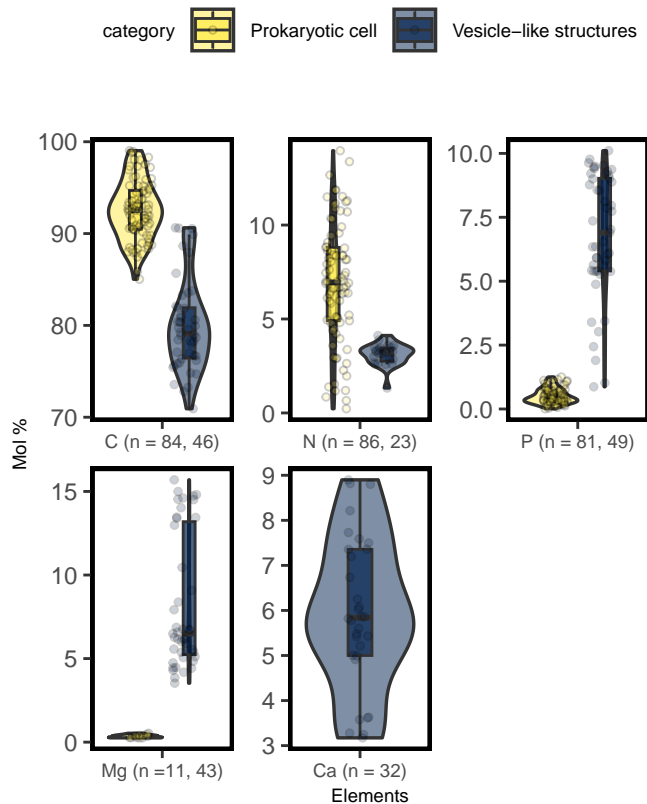 category Prokaryotic cell Vesicle−like structures
Mol %
100
90
80
70
C (n = 84, 46)
10
5
0
N (n = 86, 23)
10.0
7.5
5.0
2.5
0.0
P (n = 81, 49)
15
10
5
0
Mg (n =11, 43)
9
8
7
6
5
4
3
Ca (n = 32)
Elements